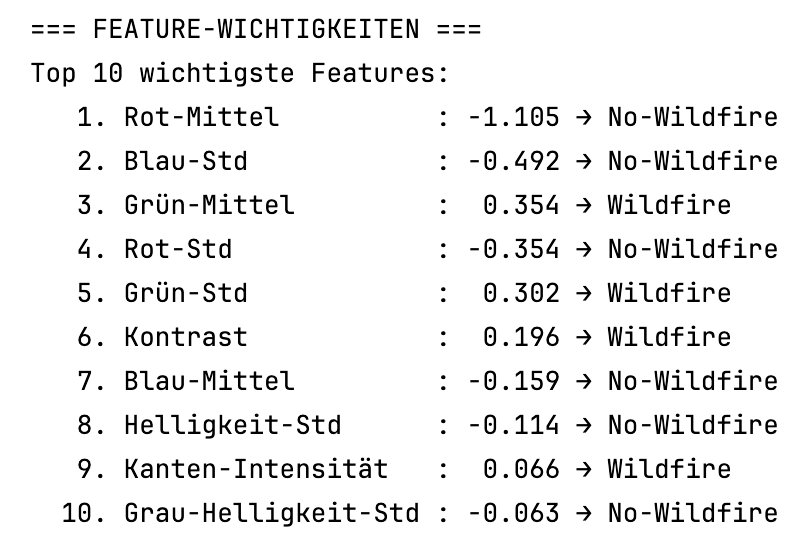 === FEATURE-WICHTIGKEITEN ===
Top 10 wichtigste Features:
1. Rot-Mittel : -1.105 → No-Wildfire
2. Blau-Std : -0.492 → No-Wildfire
3. Grün-Mittel : 0.354 → Wildfire
4. Rot-Std : -0.354 → No-Wildfire
5. Grün-Std : 0.302 → Wildfire
6. Kontrast : 0.196 → Wildfire
7. Blau-Mittel : -0.159 → No-Wildfire
8. Helligkeit-Std : -0.114 → No-Wildfire
9. Kanten-Intensität : 0.066 → Wildfire
10. Grau-Helligkeit-Std : -0.063 → No-Wildfire